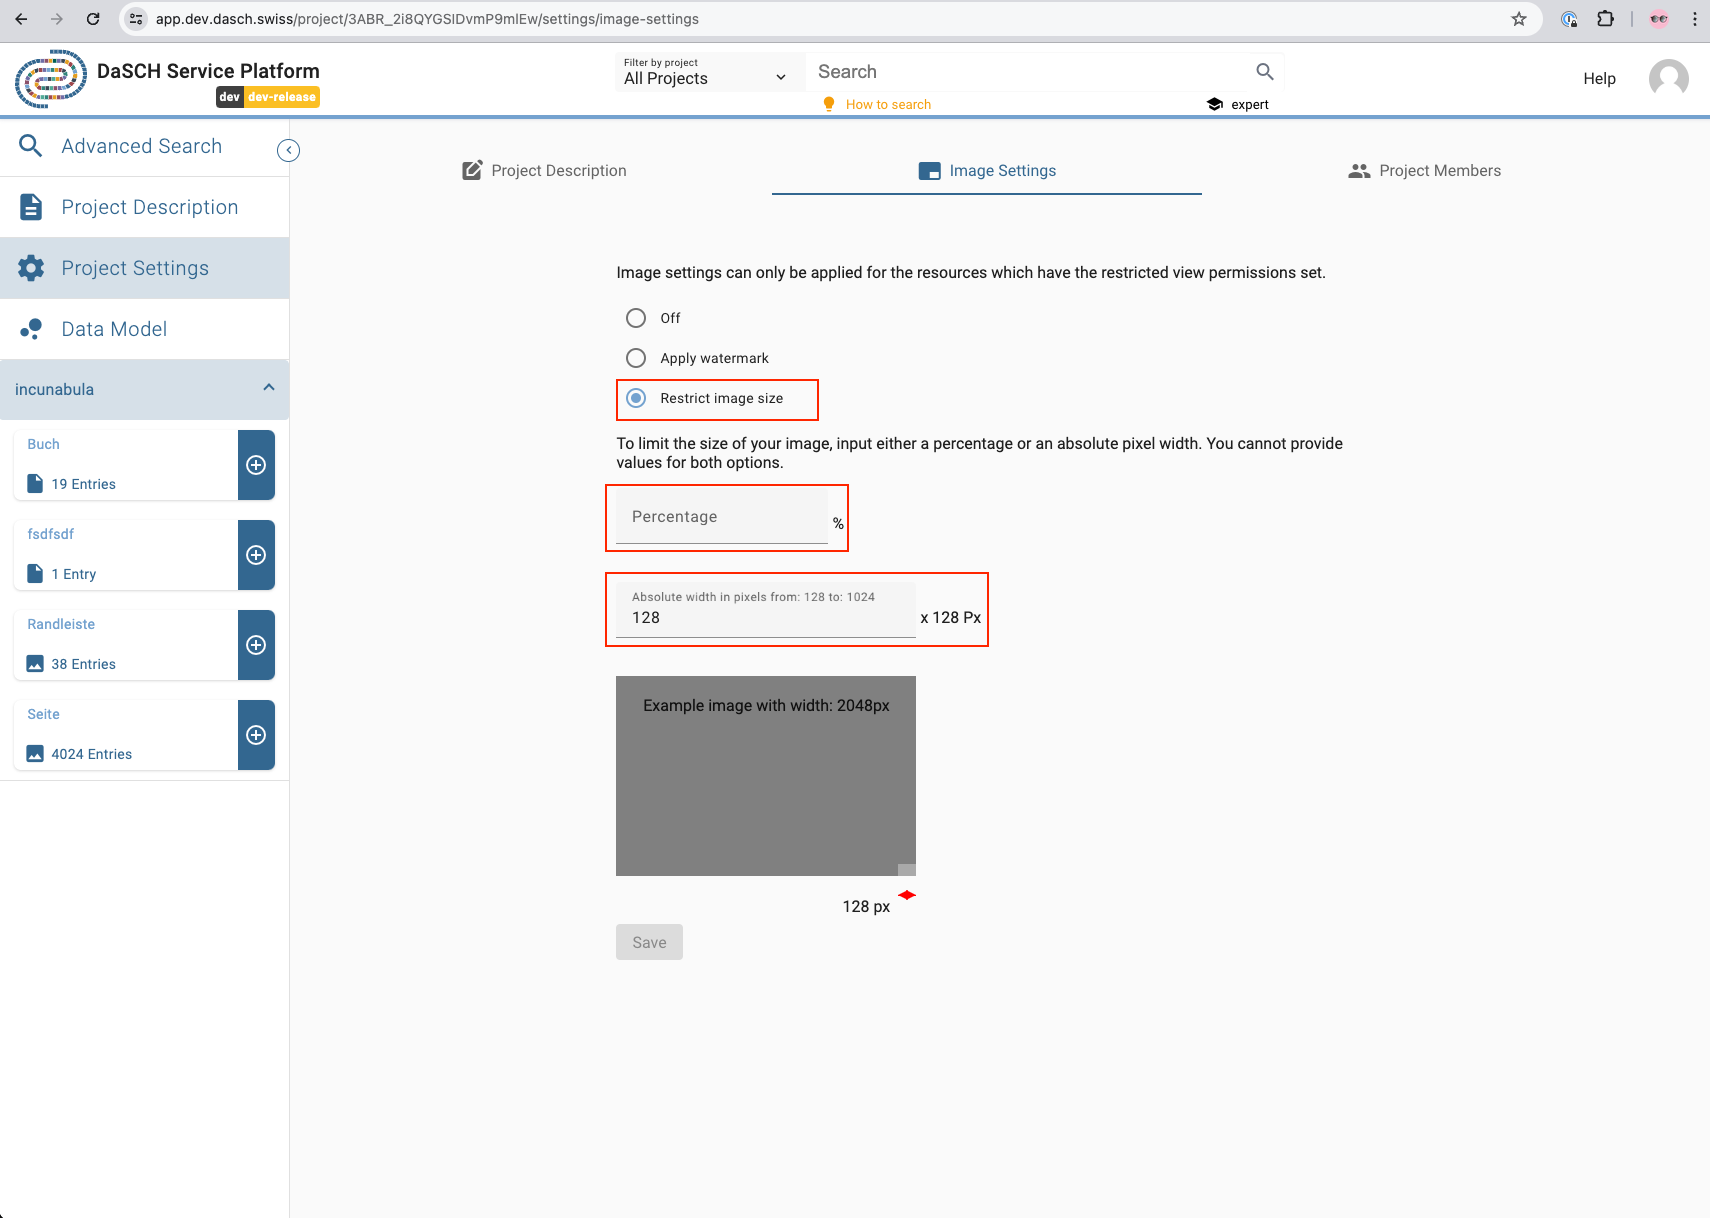 app.dev.dasch.swiss/project/3ABR_2i8QYGSIDvmP9mlEw/settings/image-settings
DaSCH Service Platform
dev dev-release
Filter by project
All Projects
Search
How to search
expert
Help
Advanced Search
Project Description
Project Settings
Data Model
incunabula
Buch
19 Entries
fsdfsdf
1 Entry
Randleiste
38 Entries
Seite
4024 Entries
Project Description
Image Settings
Project Members
Image settings can only be applied for the resources which have the restricted view permissions set.
Off
Apply watermark
Restrict image size
To limit the size of your image, input either a percentage or an absolute pixel width. You cannot provide
values for both options.
Percentage
%
Absolute width in pixels from: 128 to: 1024
128
x 128 Px
Example image with width: 2048px
128 px
Save